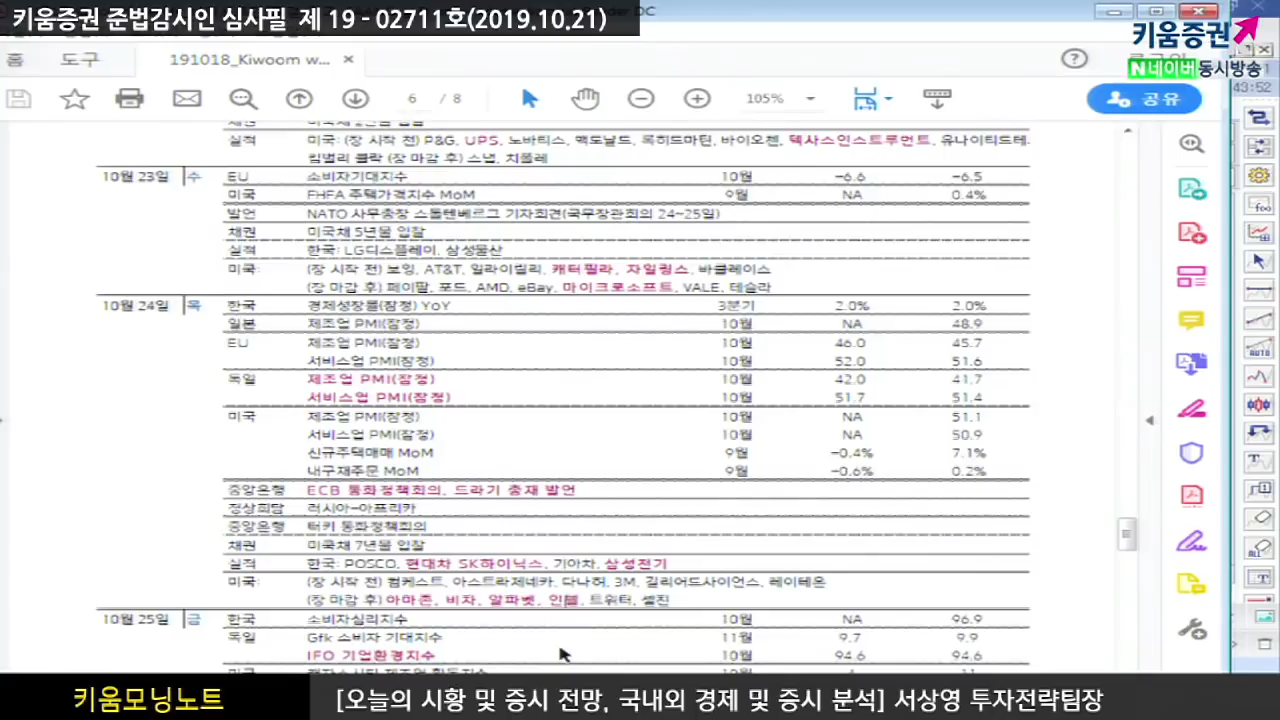 키움증권 준법감시인 심사필 제 19 - 02711호(2019.10.21)
DC
키움증권
N네이버 동시방송
홈 도구 191018_Kiwoom w... ×
43:52
6 / 8 105% 공유
실적 미국: (장 시작 전) P&G, UPS, 노바티스, 맥도날드, 록히드마틴, 바이오젠, 텍사스인스트루먼트, 유나이티드테.
킴벌리 클락 (장 마감 후) 스냅, 치폴레
10월 23일 수 EU 소비자기대지수 10월 -6.6 -6.5
미국 FHFA 주택가격지수 MoM 9월 NA 0.4%
발언 NATO 사무총장 스톨텐베르그 기자회견(국무장관회의 24~25일)
채권 미국채 5년물 입찰
실적 한국: LG디스플레이, 삼성물산
미국: (장 시작 전) 보잉, AT&T, 일라이릴리, 캐터필라, 자일링스, 바클레이스
(장 마감 후) 페이팔, 포드, AMD, eBay, 마이크로소프트, VALE, 테슬라
10월 24일 목 한국 경제성장률(잠정) YoY 3분기 2.0% 2.0%
일본 제조업 PMI(잠정) 10월 NA 48.9
EU 제조업 PMI(잠정) 10월 46.0 45.7
서비스업 PMI(잠정) 10월 52.0 51.6
독일 제조업 PMI(잠정) 10월 42.0 41.7
서비스업 PMI(잠정) 10월 51.7 51.4
미국 제조업 PMI(잠정) 10월 NA 51.1
서비스업 PMI(잠정) 10월 NA 50.9
신규주택매매 MoM 9월 -0.4% 7.1%
내구재주문 MoM 9월 -0.6% 0.2%
중앙은행 ECB 통화정책회의, 드라기 총재 발언
정상회담 러시아-아프리카
중앙은행 터키 통화정책회의
채권 미국채 7년물 입찰
실적 한국: POSCO, 현대차 SK하이닉스, 기아차, 삼성전기
미국: (장 시작 전) 컴케스트, 아스트라제네카, 다나허, 3M, 길리어드사이언스, 레이테온
(장 마감 후) 아마존, 비자, 알파벳, 인텔, 트위터, 셀진
10월 25일 금 한국 소비자심리지수 10월 NA 96.9
독일 Gfk 소비자 기대지수 11월 9.7 9.9
IFO 기업환경지수 10월 94.6 94.6
키움모닝노트 [오늘의 시황 및 증시 전망, 국내외 경제 및 증시 분석] 서상영 투자전략팀장